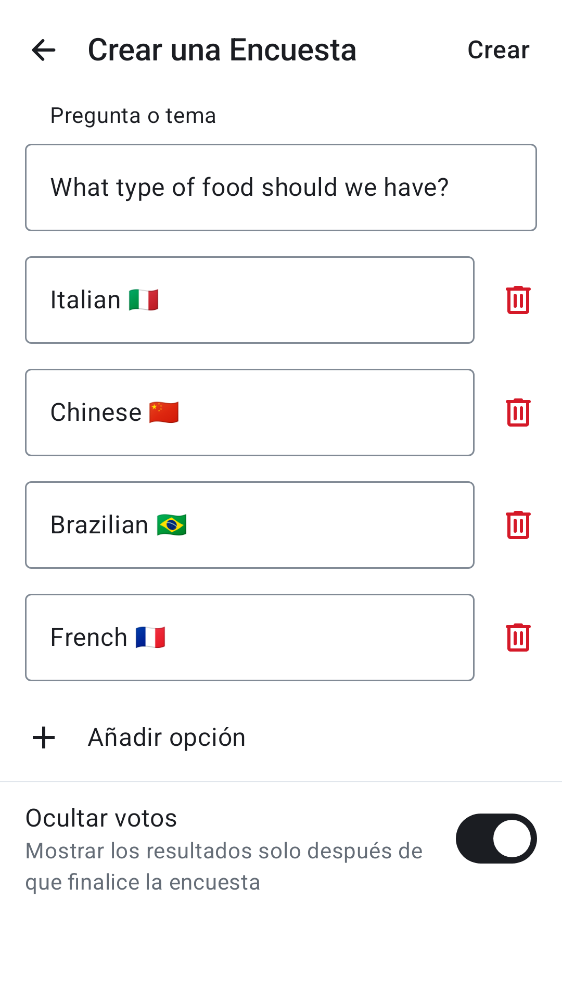 Crear una Encuesta
Crear
Pregunta o tema
What type of food should we have?
Italian 🇮🇹
Chinese 🇨🇳
Brazilian 🇧🇷
French 🇫🇷
Añadir opción
Ocultar votos
Mostrar los resultados solo después de
que finalice la encuesta